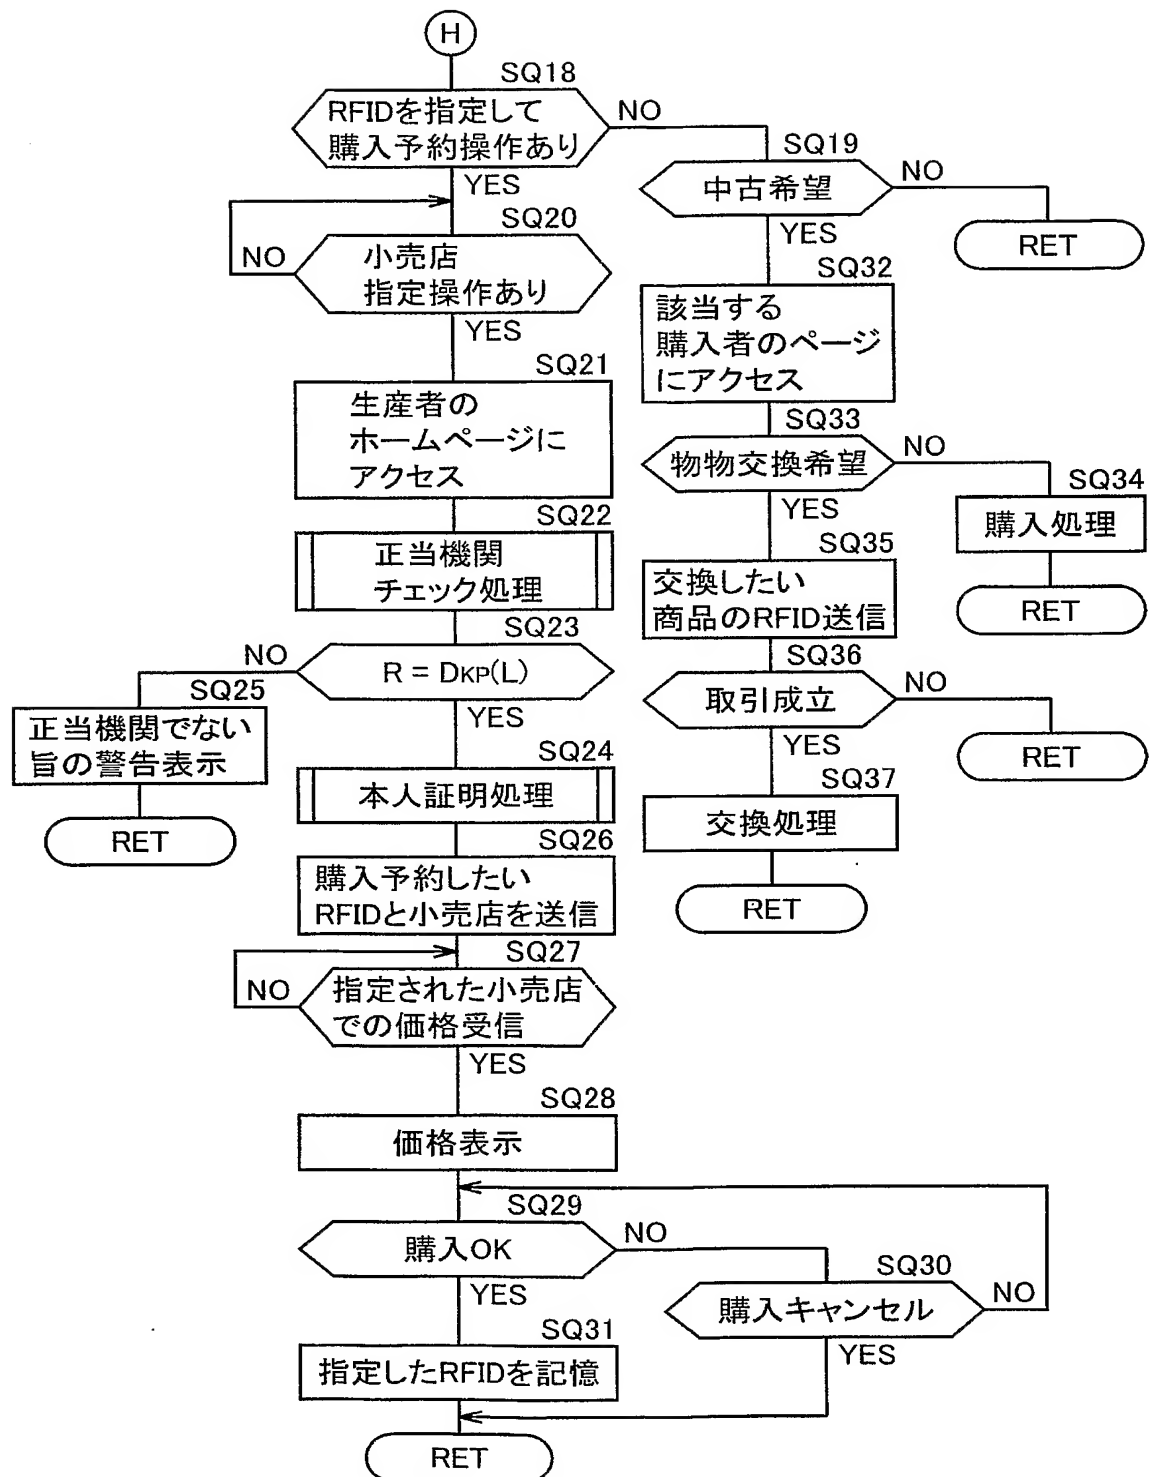 H
SQ18
RFIDを指定して
購入予約操作あり
NO
YES
SQ19
中古希望
NO
RET
YES
SQ20
小売店
指定操作あり
NO
YES
SQ21
生産者の
ホームページに
アクセス
SQ22
正当機関
チェック処理
SQ23
R = DKP(L)
NO
SQ25
正当機関でない
旨の警告表示
RET
YES
SQ24
本人証明処理
SQ26
購入予約したい
RFIDと小売店を送信
SQ27
指定された小売店
での価格受信
NO
YES
SQ28
価格表示
SQ29
購入OK
NO
YES
SQ30
購入キャンセル
NO
YES
SQ31
指定したRFIDを記憶
RET
SQ32
該当する
購入者のページ
にアクセス
SQ33
物物交換希望
NO
SQ34
購入処理
RET
YES
SQ35
交換したい
商品のRFID送信
SQ36
取引成立
NO
RET
YES
SQ37
交換処理
RET